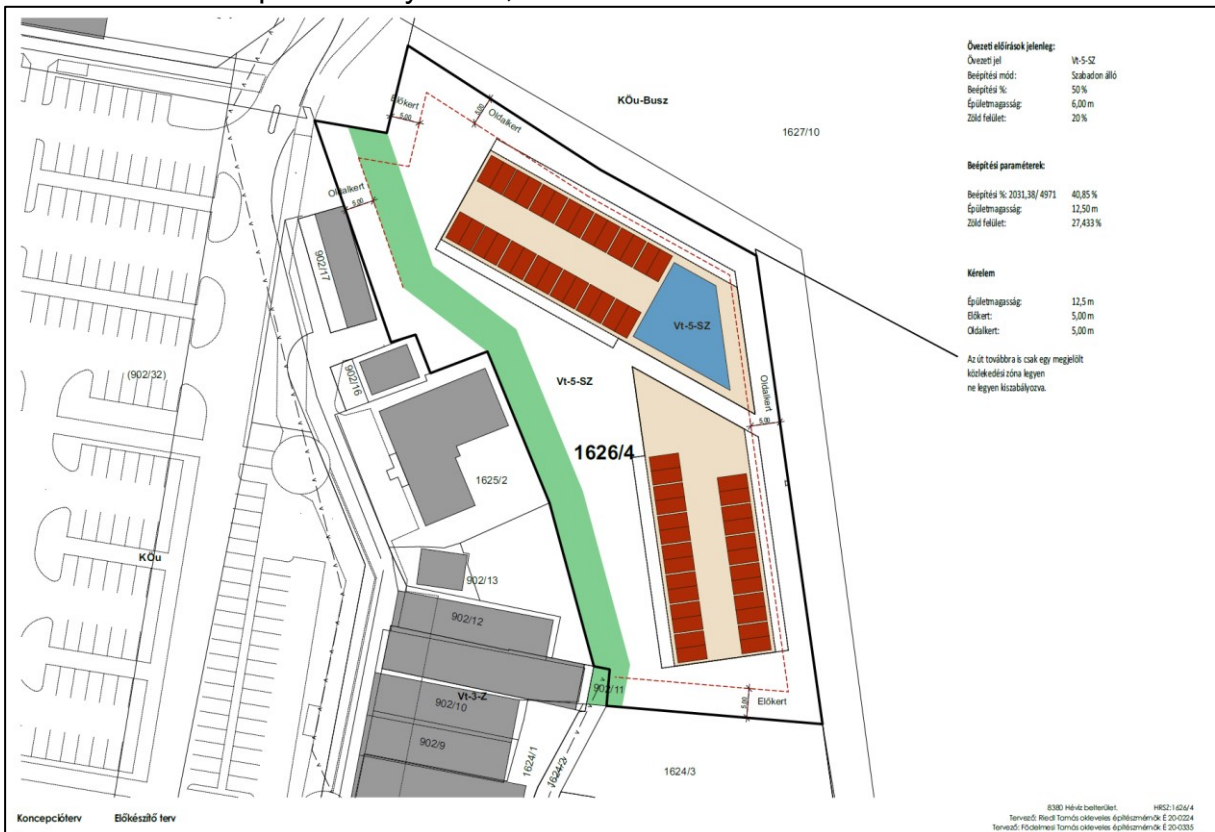 Övezeti előírások jelenleg:
Övezeti jel Vt-5-SZ
Beépítési mód: Szabadon álló
Beépítési %: 50 %
Épületmagasság: 6,00 m
Zöld felület: 20 %
Beépítési paraméterek:
Beépítési %: 2031,38/ 4971 40,85 %
Épületmagasság: 12,50 m
Zöld felület: 27,433 %
Kérelem
Épületmagasság: 12,5 m
Előkert: 5,00 m
Oldalkert: 5,00 m
Az út továbbra is csak egy megjelölt
közlekedési zóna legyen
ne legyen kiszabályozva.
KÖu-Busz
1627/10
Előkert
5,00
Oldalkert
5,00
Oldalkert
5,00
902/17
Vt-5-SZ
902/16
(902/32)
Vt-5-SZ
Oldalkert
5,00
1626/4
1625/2
KÖu
902/13
902/12
902/11
Vt-3-Z
902/10
Előkert
5,00
902/9
1624/1
1624/2
1624/3
Koncepcióterv Előkészítő terv
8380 Hévíz belterület. HRSZ:1626/4
Tervező: Riedl Tamás okleveles építészmérnök É 20-0224
Tervező: Födelmesi Tamás okleveles építészmérnök É 20-0335